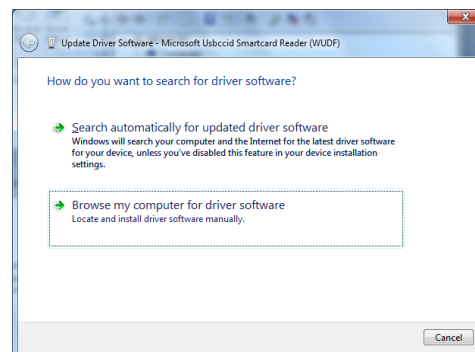 Update Driver Software - Microsoft Usbccid Smartcard Reader (WUDF)
How do you want to search for driver software?
Search automatically for updated driver software
Windows will search your computer and the Internet for the latest driver software
for your device, unless you've disabled this feature in your device installation
settings.
Browse my computer for driver software
Locate and install driver software manually.
Cancel